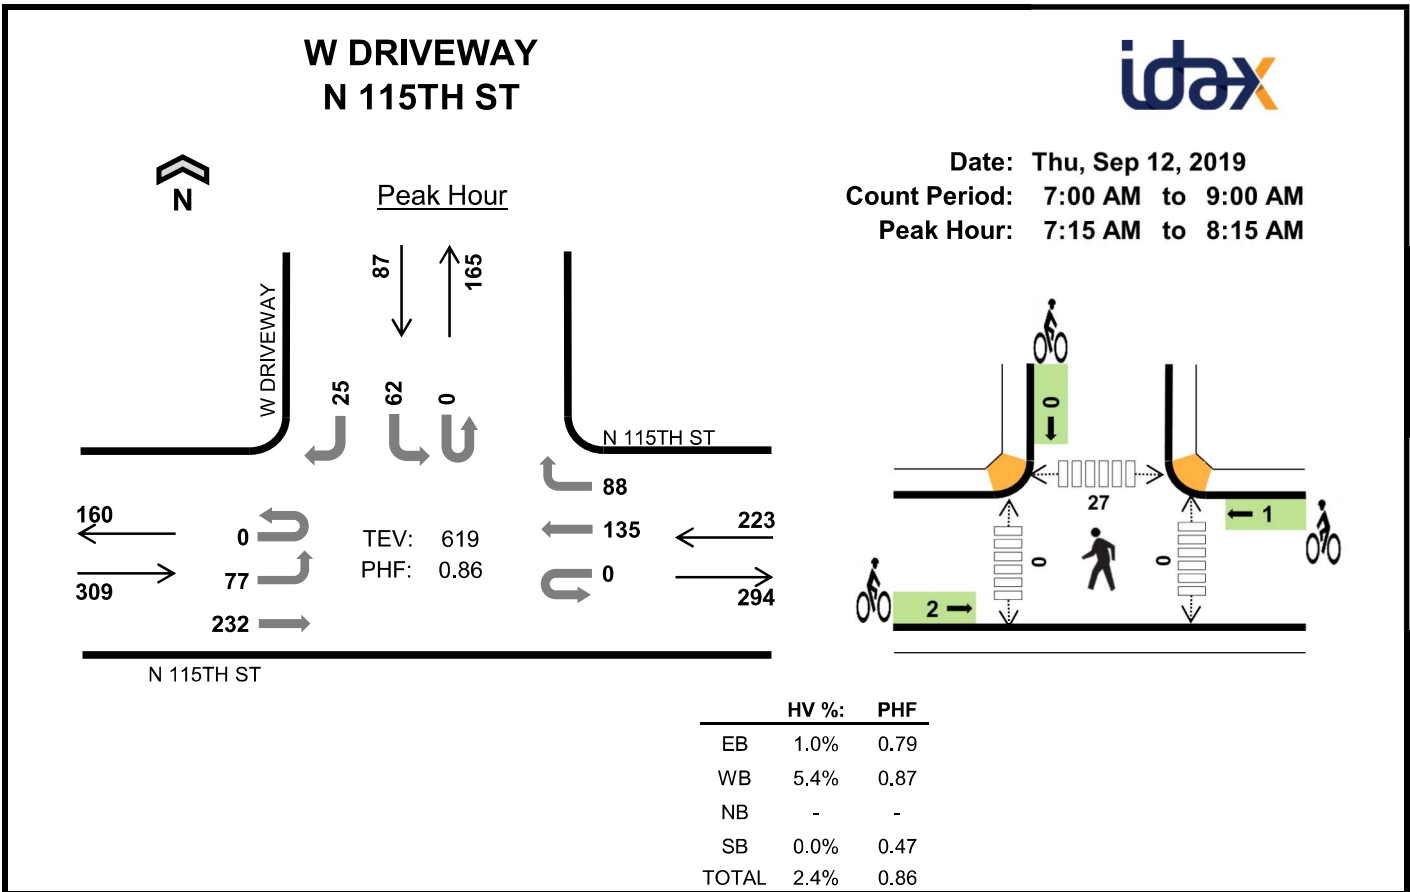 W DRIVEWAY
N 115TH ST
idax
Date: Thu, Sep 12, 2019
Count Period: 7:00 AM to 9:00 AM
Peak Hour: 7:15 AM to 8:15 AM
N
Peak Hour
87
165
W DRIVEWAY
25
62
0
N 115TH ST
88
135
0
223
294
160
309
0
77
232
TEV: 619
PHF: 0.86
N 115TH ST
0
27
1
0
0
2
HV %: PHF
EB 1.0% 0.79
WB 5.4% 0.87
NB - -
SB 0.0% 0.47
TOTAL 2.4% 0.86